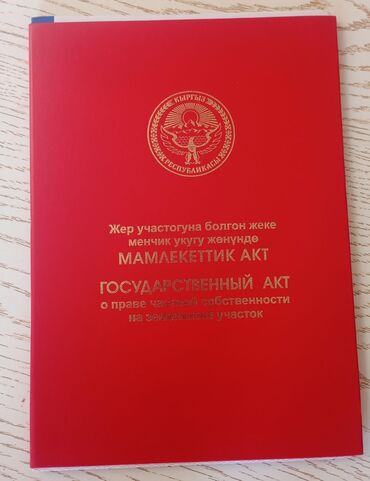 КЫРГЫЗ
РЕСПУБЛИКАСЫ
Жер участогуна болгон жеке
менчик укугу жөнүндө
МАМЛЕКЕТТИК АКТ
ГОСУДАРСТВЕННЫЙ АКТ
о праве частной собственности
на земельный участок